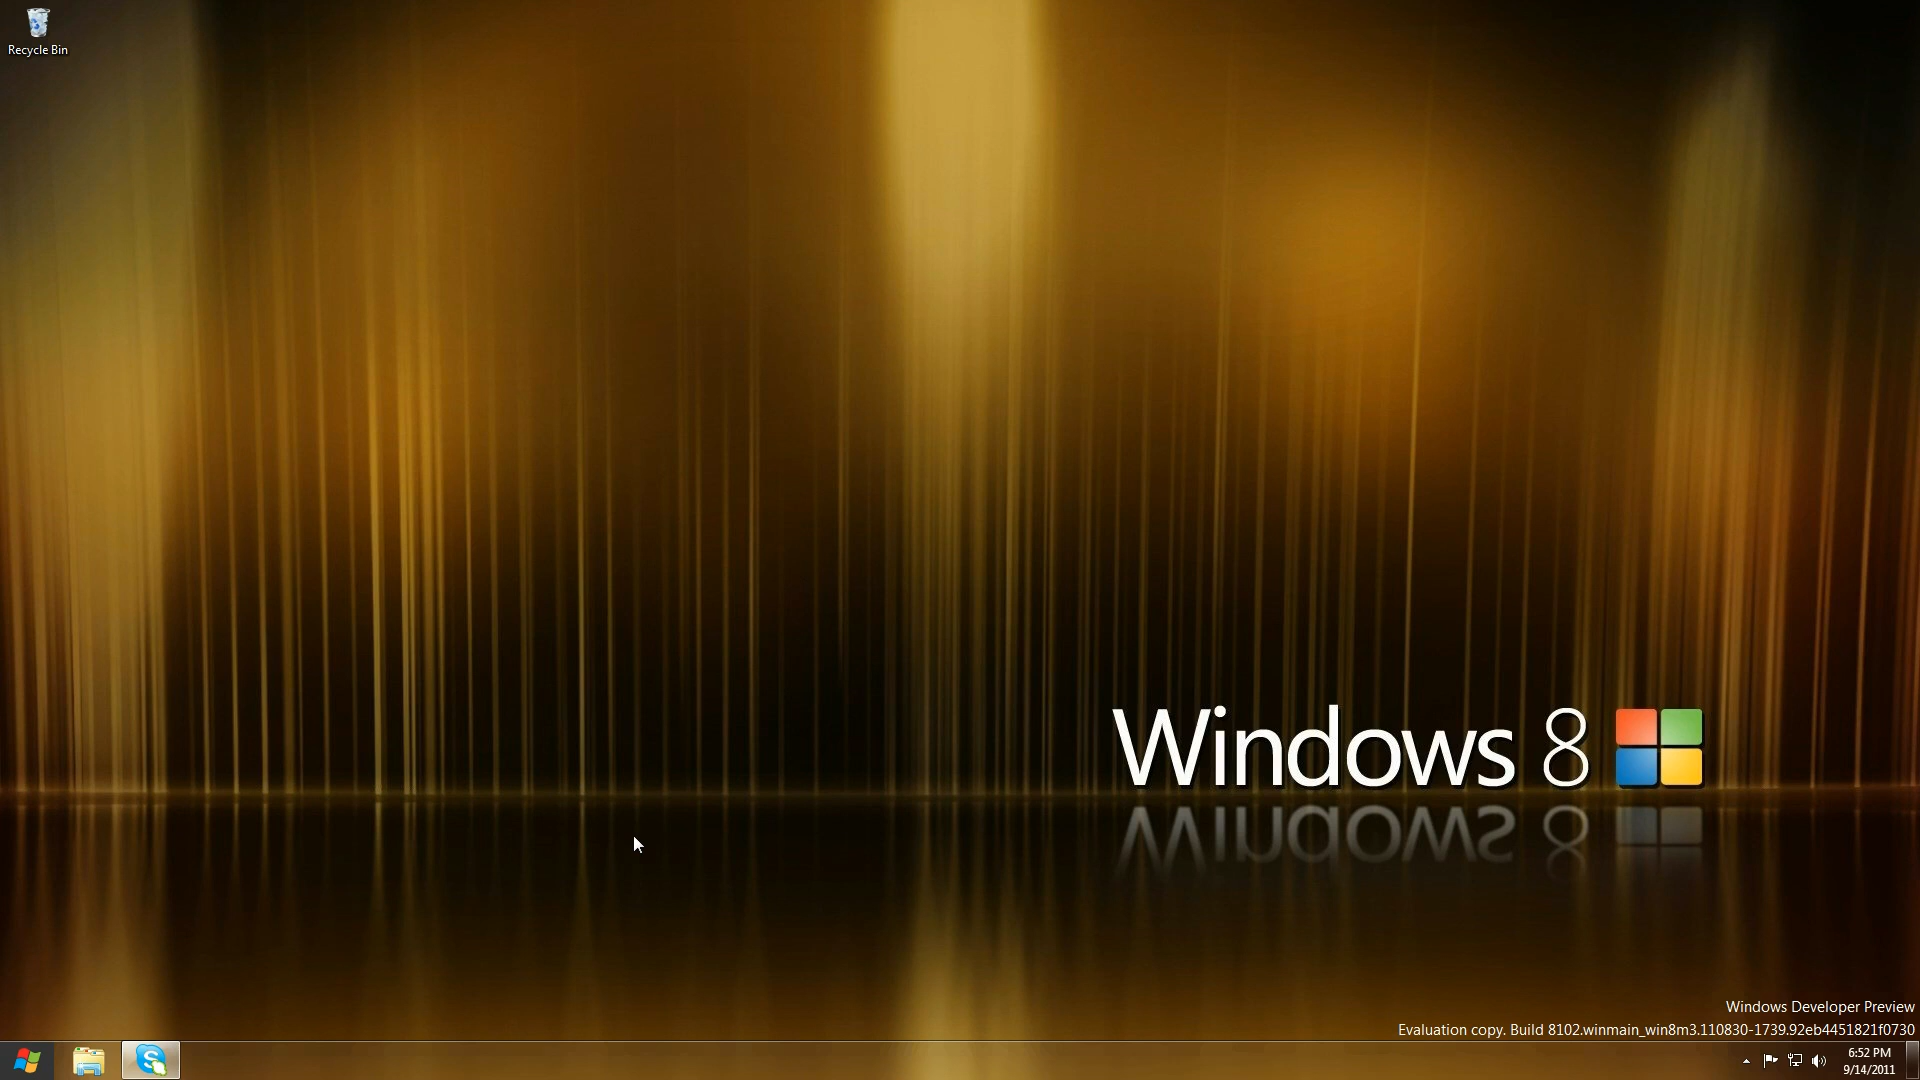 Recycle Bin
Windows 8
Windows Developer Preview
Evaluation copy. Build 8102.winmain_win8m3.110830-1739.92eb4451821f0730
6:52 PM
9/14/2011